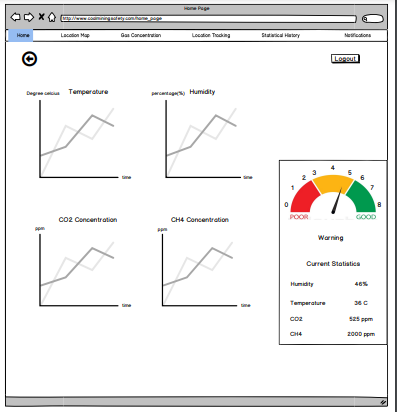 Home Page
http://www.coalminingsafety.com/home_page
Home Location Map Gas Concentration Location Tracking Statistical History Notifications
Logout
Degree celcius Temperature
time
percentage(%) Humidity
time
CO2 Concentration
ppm
time
CH4 Concentration
ppm
time
0 1 2 3 4 5 6 7 8
POOR GOOD
Warning
Current Statistics
Humidity 46%
Temperature 36 C
CO2 525 ppm
CH4 2000 ppm